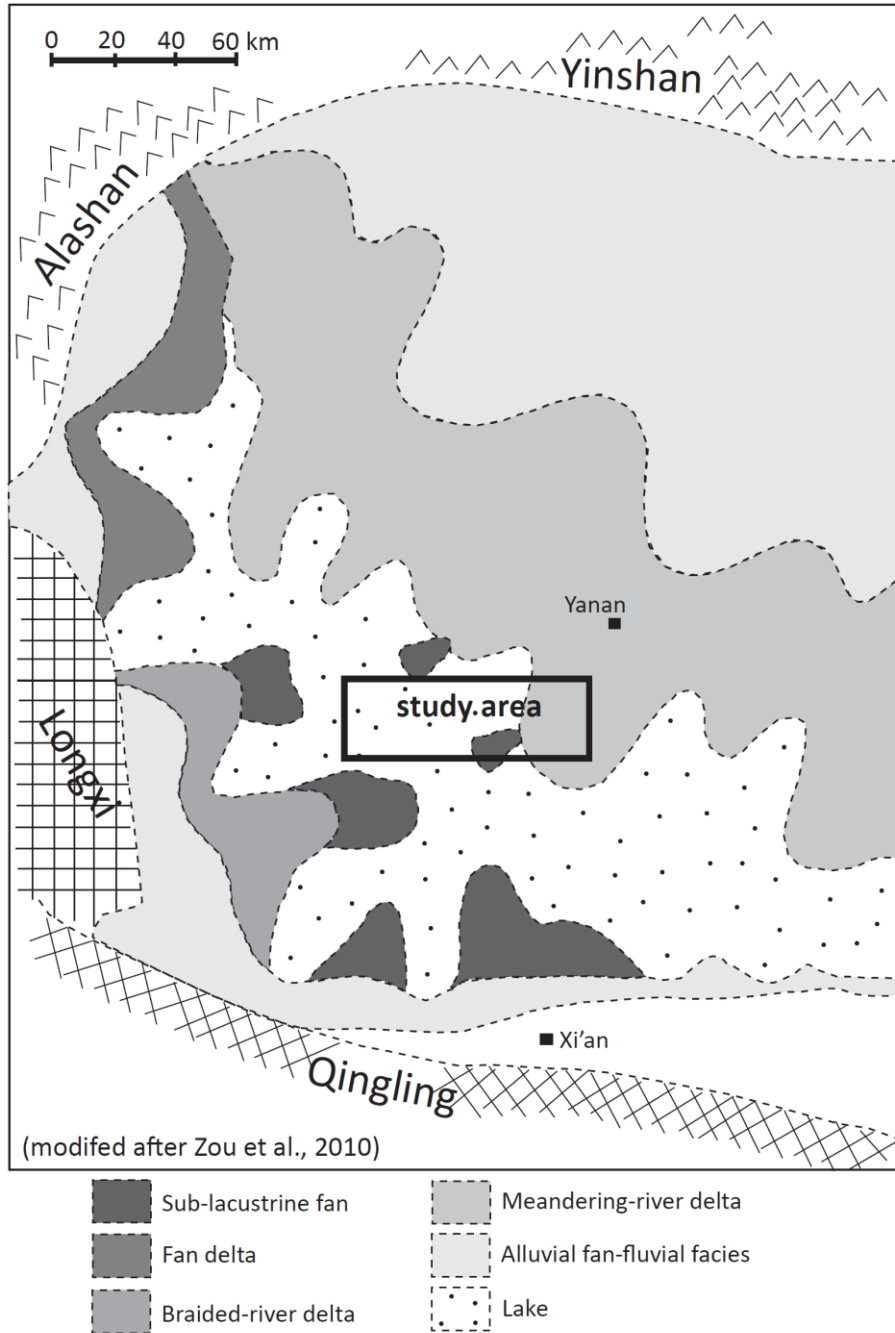 0 20 40 60 km
Yinshan
Alashan
Yanan
study.area
Longxi
Xi'an
Qingling
(modifed after Zou et al., 2010)
Sub-lacustrine fan
Meandering-river delta
Fan delta
Alluvial fan-fluvial facies
Braided-river delta
Lake